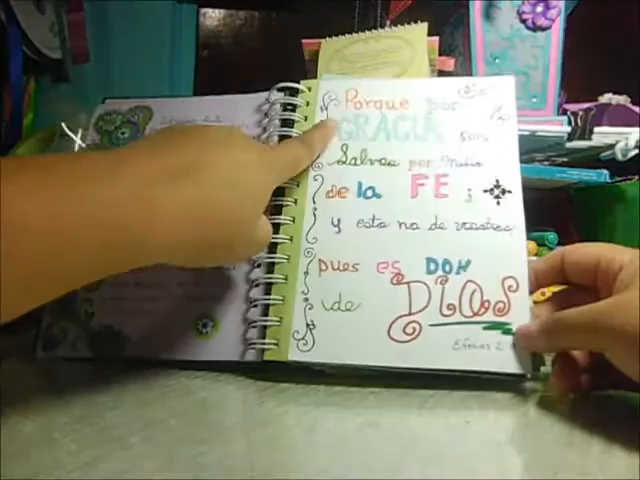 Porque por
GRACIA sois
Salvos por medio
de la FE ;
y esto no de vosotros,
pues es DON
de DIOS
Efesios 2